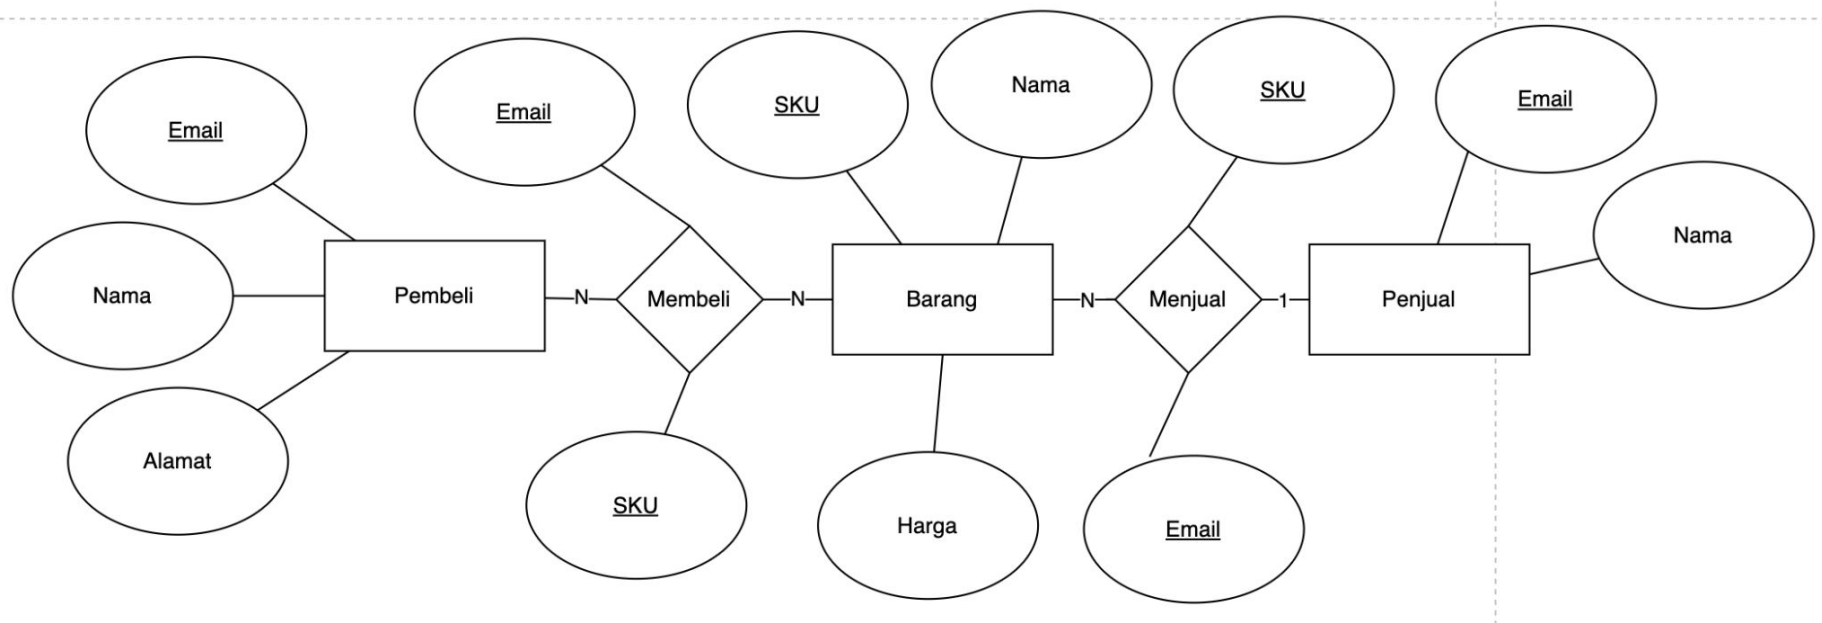 Email
Email
SKU
Nama
SKU
Email
Nama
Nama
Pembeli
N
Membeli
N
Barang
N
Menjual
1
Penjual
Alamat
SKU
Harga
Email